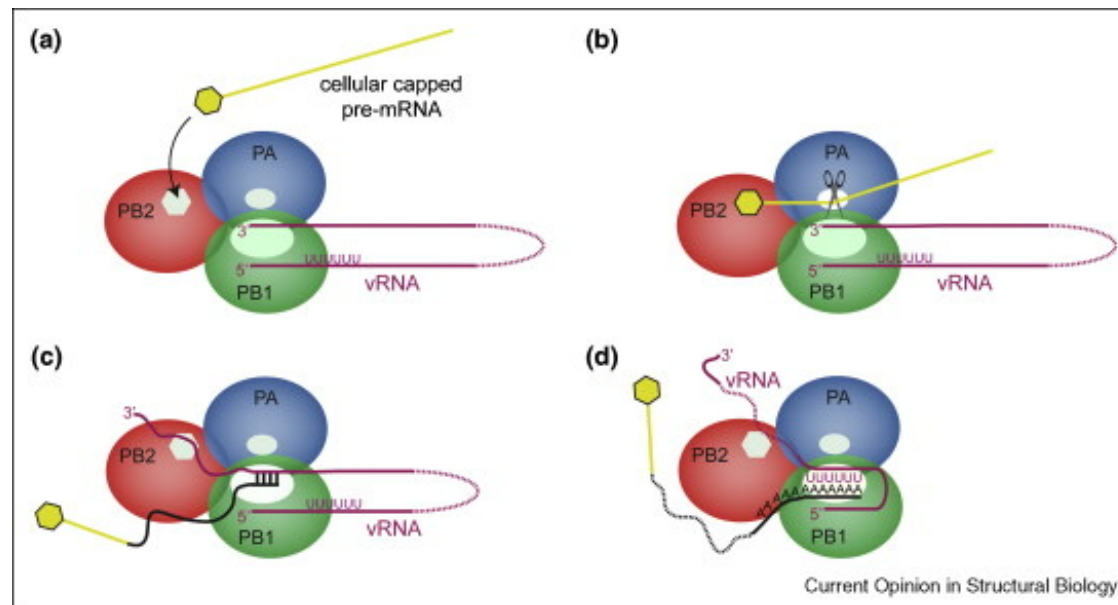 (a)
cellular capped
pre-mRNA
PA
PB2
3'
UUUUUU
5'
vRNA
PB1
(b)
PA
PB2
3'
UUUUUU
5'
vRNA
PB1
(c)
3'
PA
PB2
UUUUUU
5'
vRNA
PB1
(d)
3'
vRNA
PA
PB2
UUUUUU
5'
PB1
Current Opinion in Structural Biology